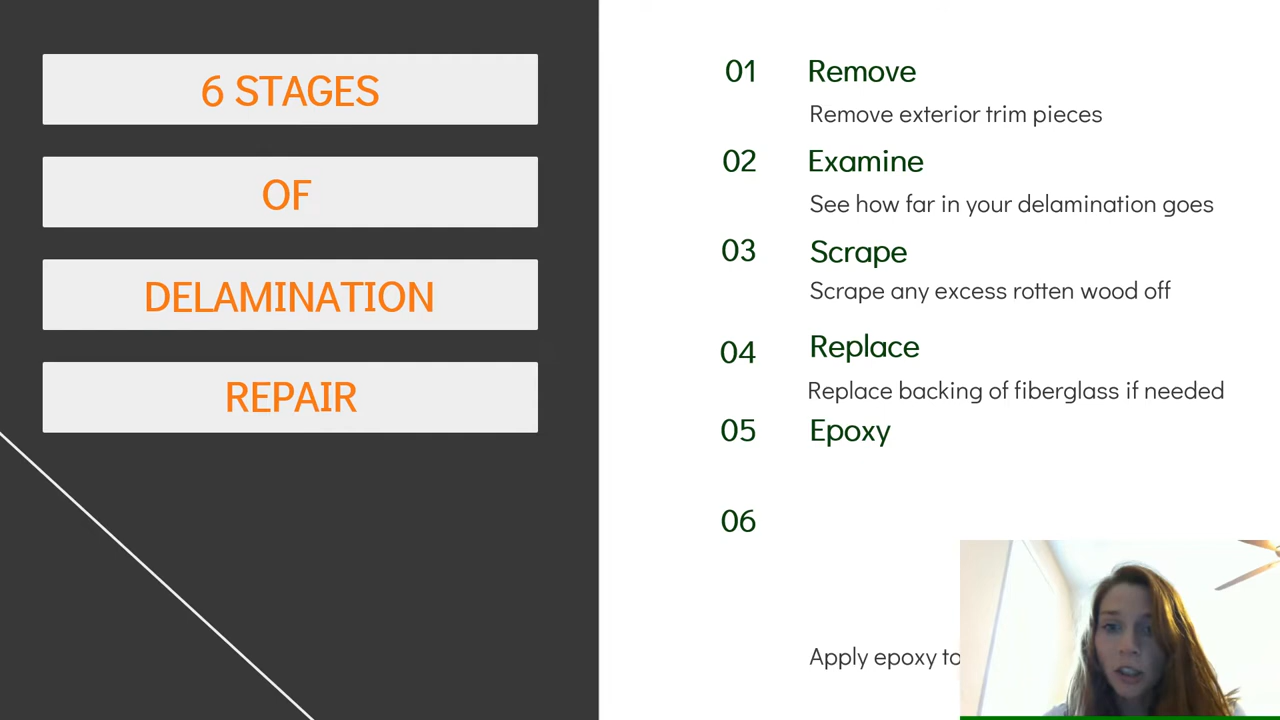 6 STAGES
OF
DELAMINATION
REPAIR
01 Remove
Remove exterior trim pieces
02 Examine
See how far in your delamination goes
03 Scrape
Scrape any excess rotten wood off
04 Replace
Replace backing of fiberglass if needed
05 Epoxy
06
Apply epoxy to